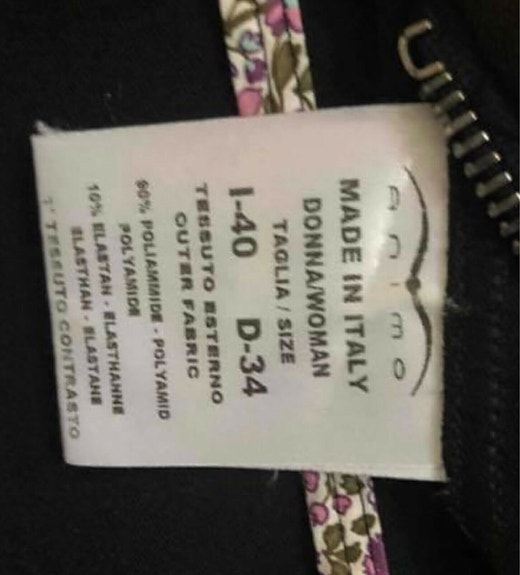 animo
MADE IN ITALY
DONNA/WOMAN
TAGLIA / SIZE
I-40 D-34
TESSUTO ESTERNO
OUTER FABRIC
90% POLIAMMIDE - POLYAMID
POLYAMIDE
10% ELASTAN - ELASTHANNE
ELASTHAN - ELASTANE
1° TESSUTO CONTRASTO